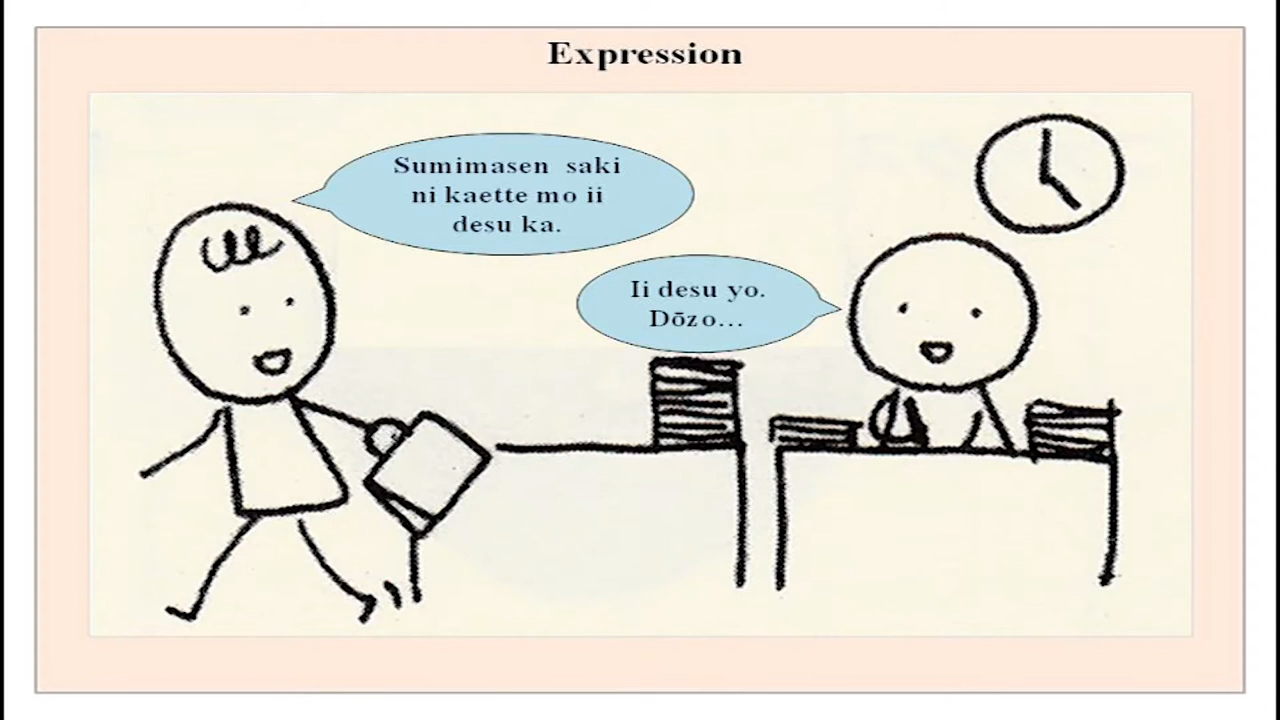 Expression
Sumimasen saki
ni kaette mo ii
desu ka.
Ii desu yo.
Dōzo...